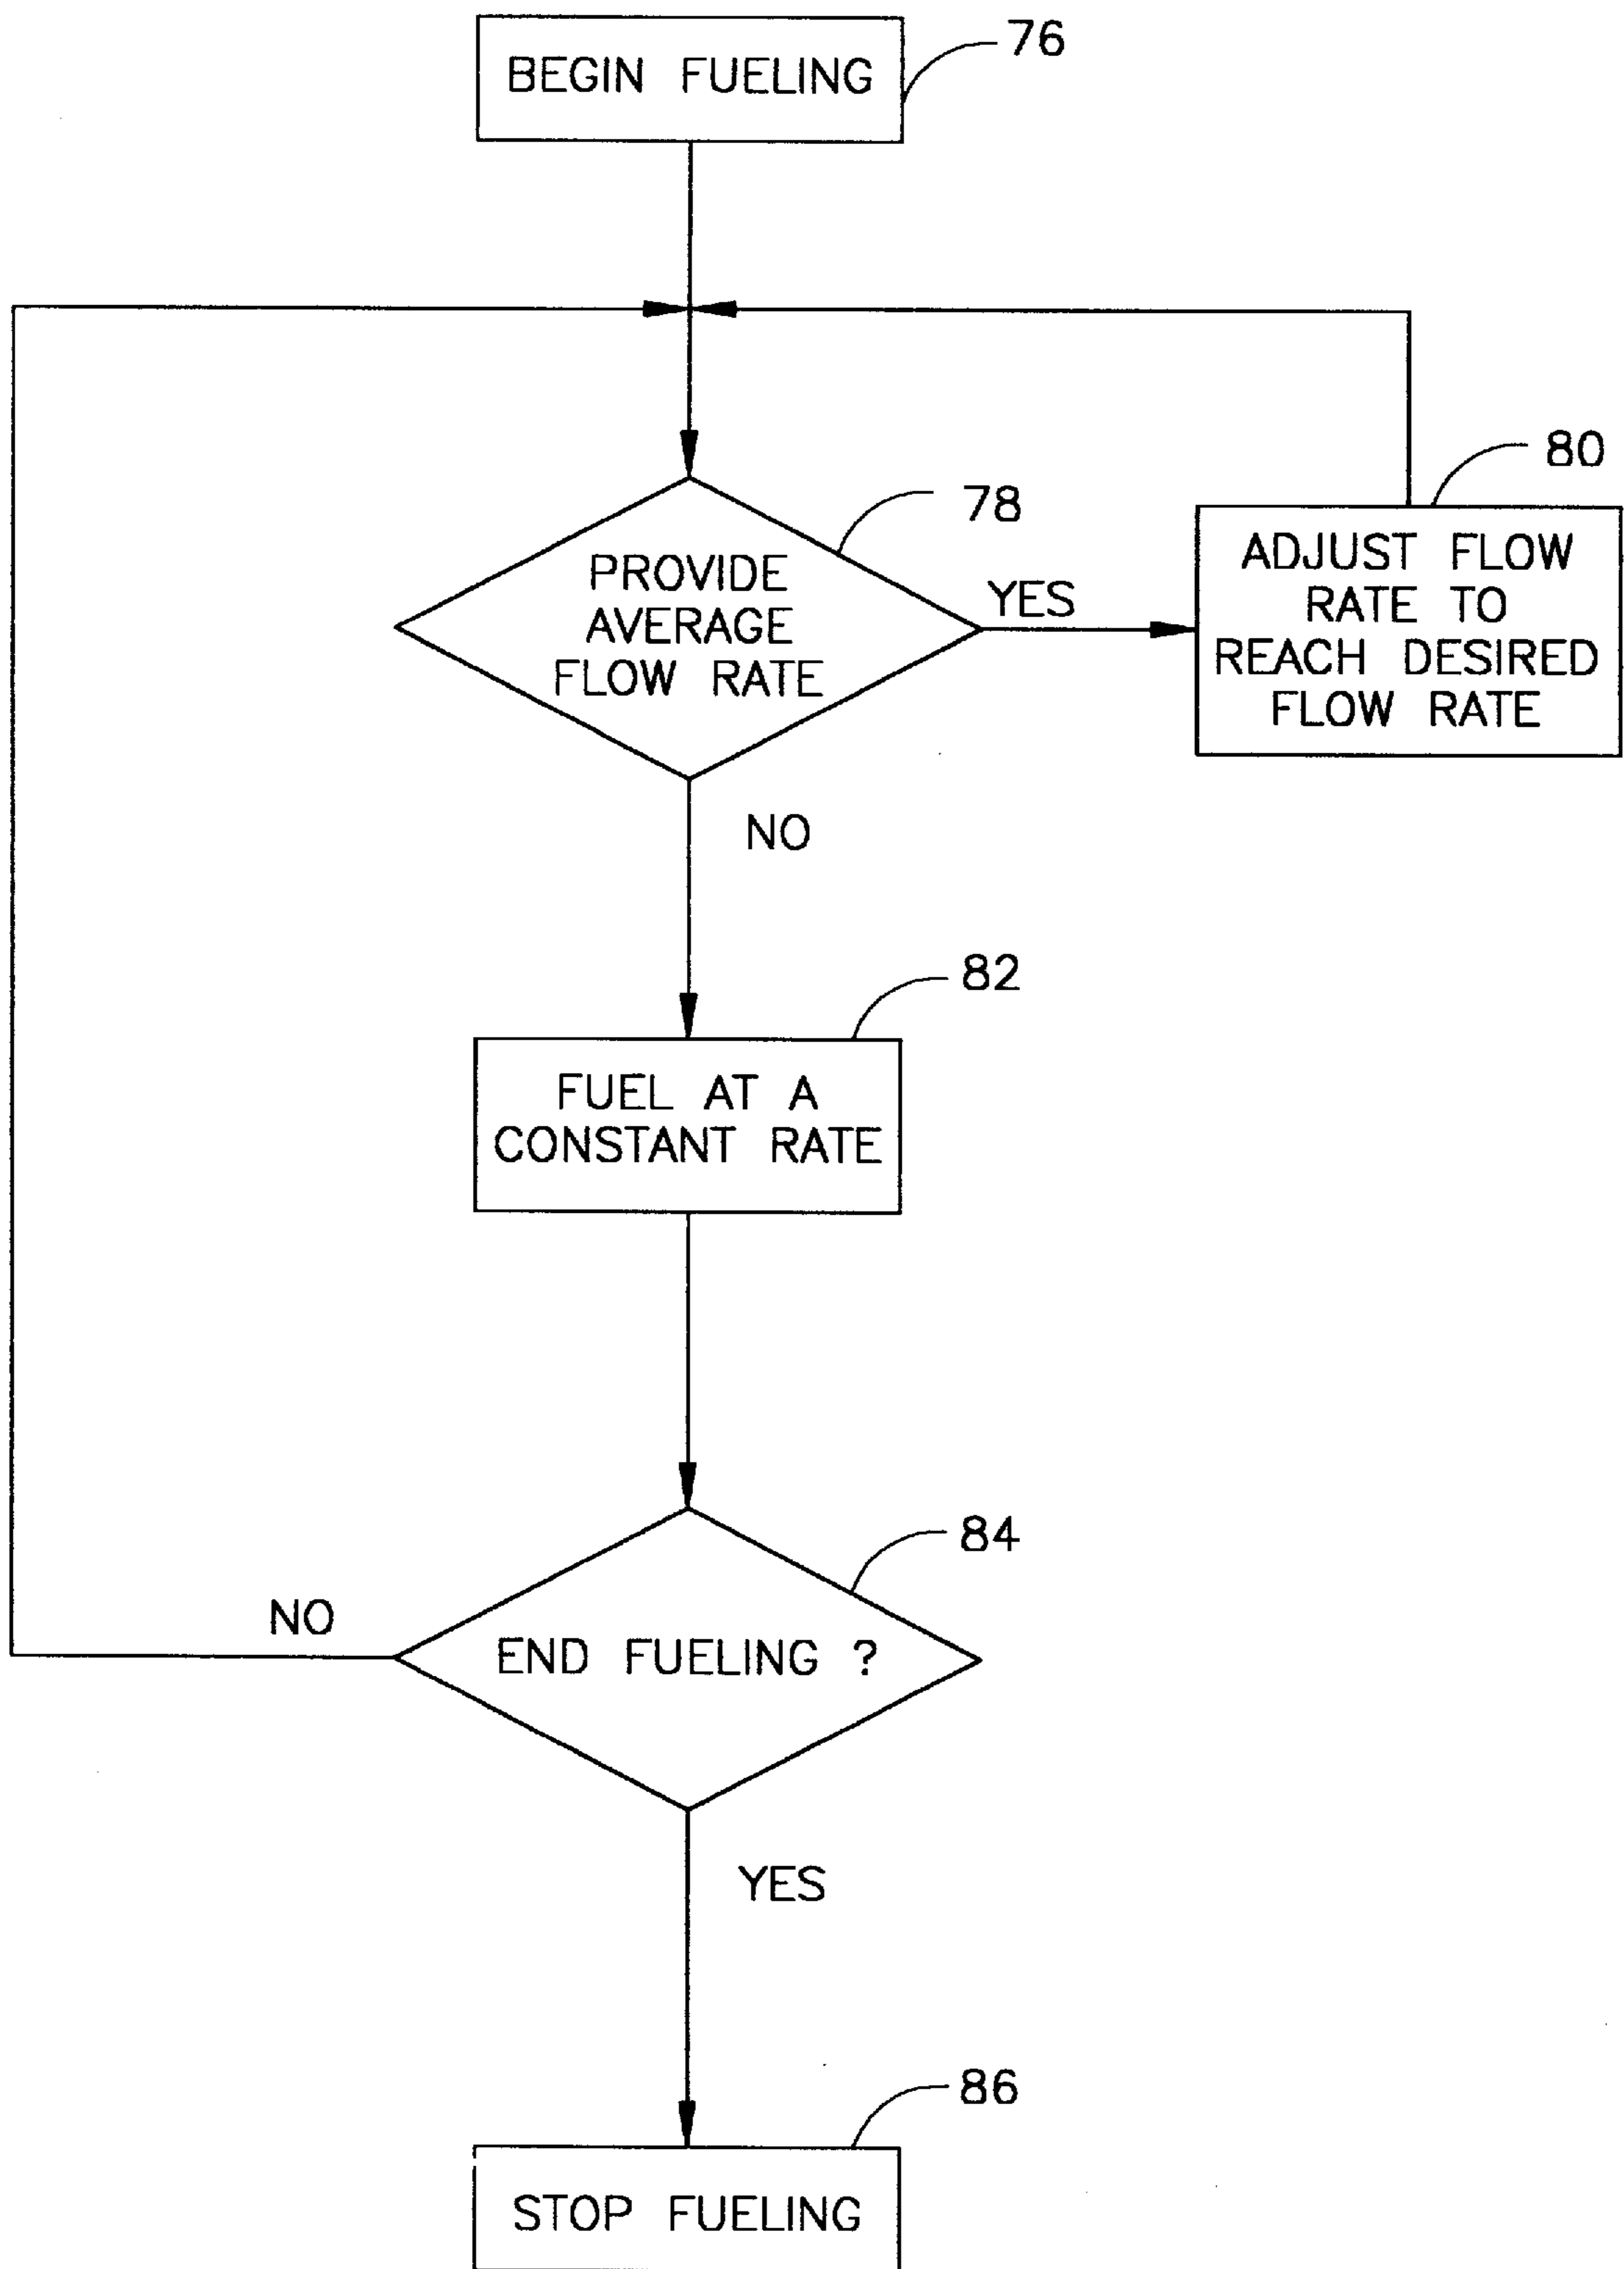 BEGIN FUELING
76
78
PROVIDE
AVERAGE
FLOW RATE
YES
80
ADJUST FLOW
RATE TO
REACH DESIRED
FLOW RATE
NO
82
FUEL AT A
CONSTANT RATE
84
END FUELING ?
NO
YES
86
STOP FUELING